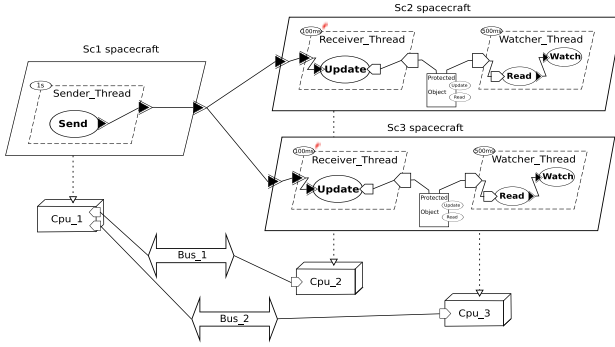 Sc2 spacecraft
100ms
Receiver_Thread
Update
Protected
Object
Update
Read
500ms
Watcher_Thread
Read
Watch
Sc1 spacecraft
1s
Sender_Thread
Send
Sc3 spacecraft
100ms
Receiver_Thread
Update
Protected
Object
Update
Read
500ms
Watcher_Thread
Read
Watch
Cpu_1
Bus_1
Cpu_2
Bus_2
Cpu_3